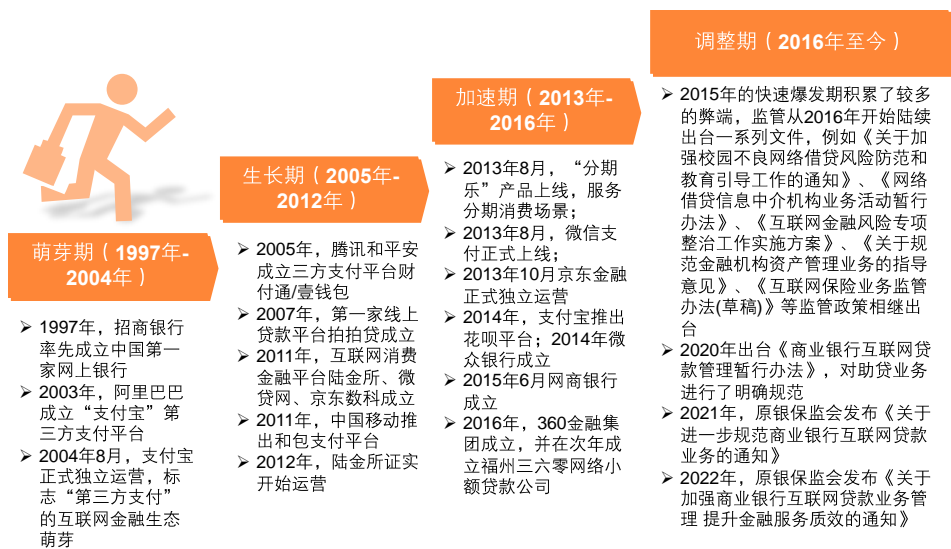 萌芽期（1997年-
2004年）
➢ 1997年，招商银行
率先成立中国第一
家网上银行
➢ 2003年，阿里巴巴
成立“支付宝”第
三方支付平台
➢ 2004年8月，支付宝
正式独立运营，标
志“第三方支付”
的互联网金融生态
萌芽
生长期（2005年-
2012年）
➢ 2005年，腾讯和平安
成立三方支付平台财
付通/壹钱包
➢ 2007年，第一家线上
贷款平台拍拍贷成立
➢ 2011年，互联网消费
金融平台陆金所、微
贷网、京东数科成立
➢ 2011年，中国移动推
出和包支付平台
➢ 2012年，陆金所证实
开始运营
加速期（2013年-
2016年）
➢ 2013年8月，“分期
乐”产品上线，服务
分期消费场景；
➢ 2013年8月，微信支
付正式上线；
➢ 2013年10月京东金融
正式独立运营
➢ 2014年，支付宝推出
花呗平台；2014年微
众银行成立
➢ 2015年6月网商银行
成立
➢ 2016年，360金融集
团成立，并在次年成
立福州三六零网络小
额贷款公司
调整期（2016年至今）
➢ 2015年的快速爆发期积累了较多
的弊端，监管从2016年开始陆续
出台一系列文件，例如《关于加
强校园不良网络借贷风险防范和
教育引导工作的通知》、《网络
借贷信息中介机构业务活动暂行
办法》、《互联网金融风险专项
整治工作实施方案》、《关于规
范金融机构资产管理业务的指导
意见》、《互联网保险业务监管
办法(草稿)》等监管政策相继出
台
➢ 2020年出台《商业银行互联网贷
款管理暂行办法》，对助贷业务
进行了明确规范
➢ 2021年，原银保监会发布《关于
进一步规范商业银行互联网贷款
业务的通知》
➢ 2022年，原银保监会发布《关于
加强商业银行互联网贷款业务管
理 提升金融服务质效的通知》